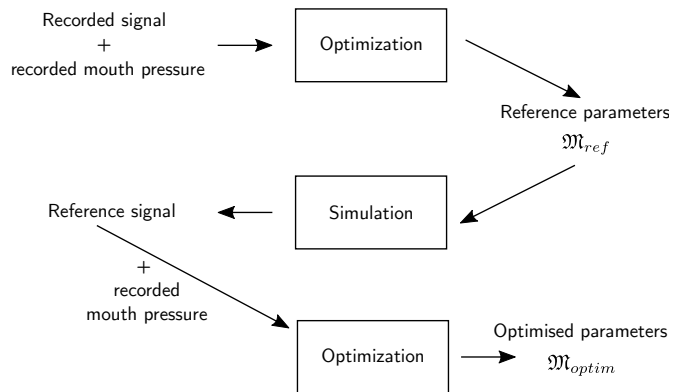 Recorded signal
+
recorded mouth pressure
Optimization
Reference parameters
𝔐_ref
Simulation
Reference signal
+
recorded
mouth pressure
Optimization
Optimised parameters
𝔐_optim